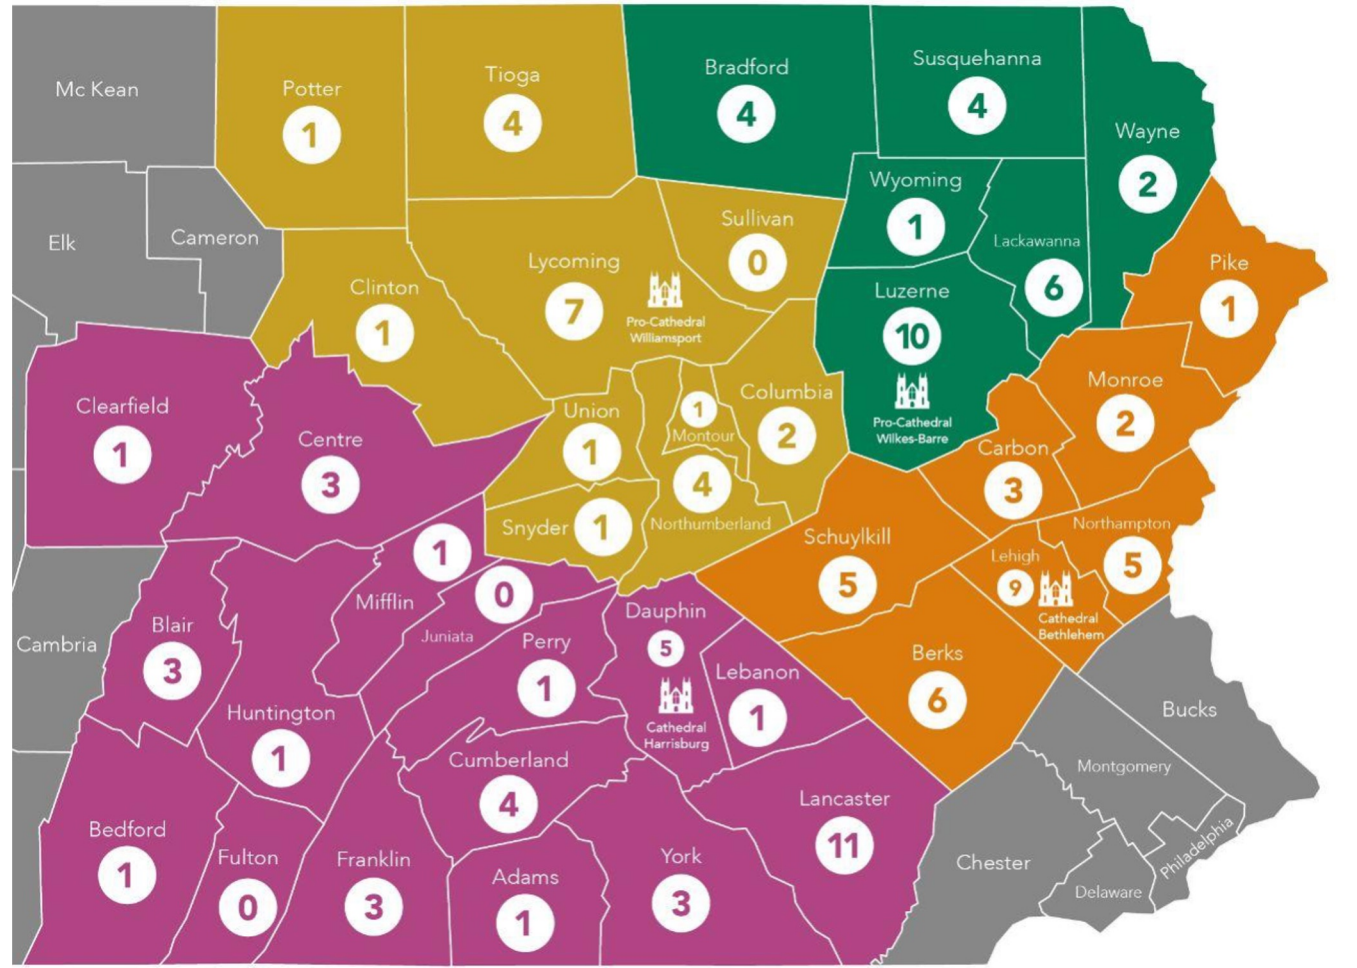 Mc Kean
Potter
1
Tioga
4
Bradford
4
Susquehanna
4
Wayne
2
Elk
Cameron
Clinton
1
Lycoming
7
Pro-Cathedral
Williamsport
Sullivan
0
Wyoming
1
Lackawanna
6
Luzerne
10
Pro-Cathedral
Wilkes-Barre
Pike
1
Monroe
2
Carbon
3
Clearfield
1
Centre
3
Union
1
1
Montour
Columbia
2
4
Northumberland
Snyder
1
Schuylkill
5
Northampton
5
Lehigh
9
Cathedral
Bethlehem
Berks
6
Cambria
Blair
3
1
Mifflin
0
Juniata
Huntington
1
Perry
1
Dauphin
5
Cathedral
Harrisburg
Lebanon
1
Cumberland
4
Lancaster
11
Bedford
1
Fulton
0
Franklin
3
Adams
1
York
3
Bucks
Montgomery
Philadelphia
Chester
Delaware